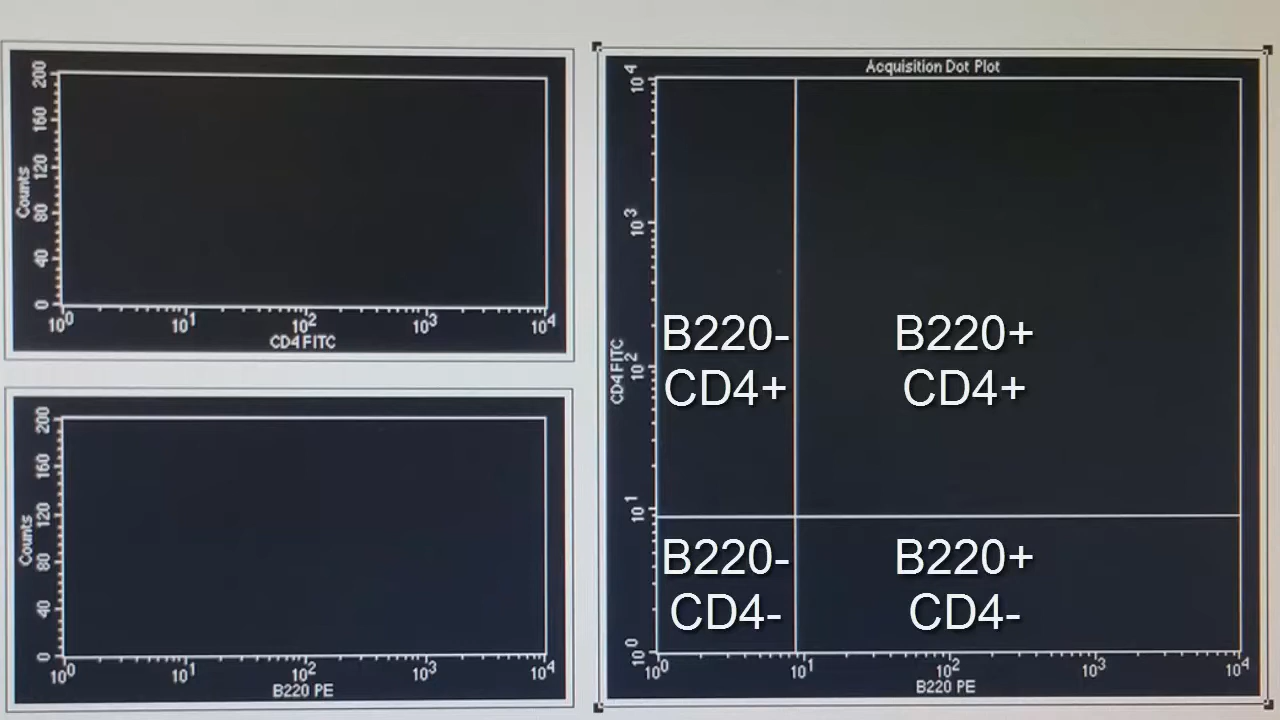 200
160
120
80
40
0
Counts
10^0 10^1 10^2 10^3 10^4
CD4 FITC
200
160
120
80
40
0
Counts
10^0 10^1 10^2 10^3 10^4
B220 PE
Acquisition Dot Plot
10^4
10^3
10^2
10^1
10^0
CD4 FITC
B220-
CD4+
B220+
CD4+
B220-
CD4-
B220+
CD4-
10^0 10^1 10^2 10^3 10^4
B220 PE